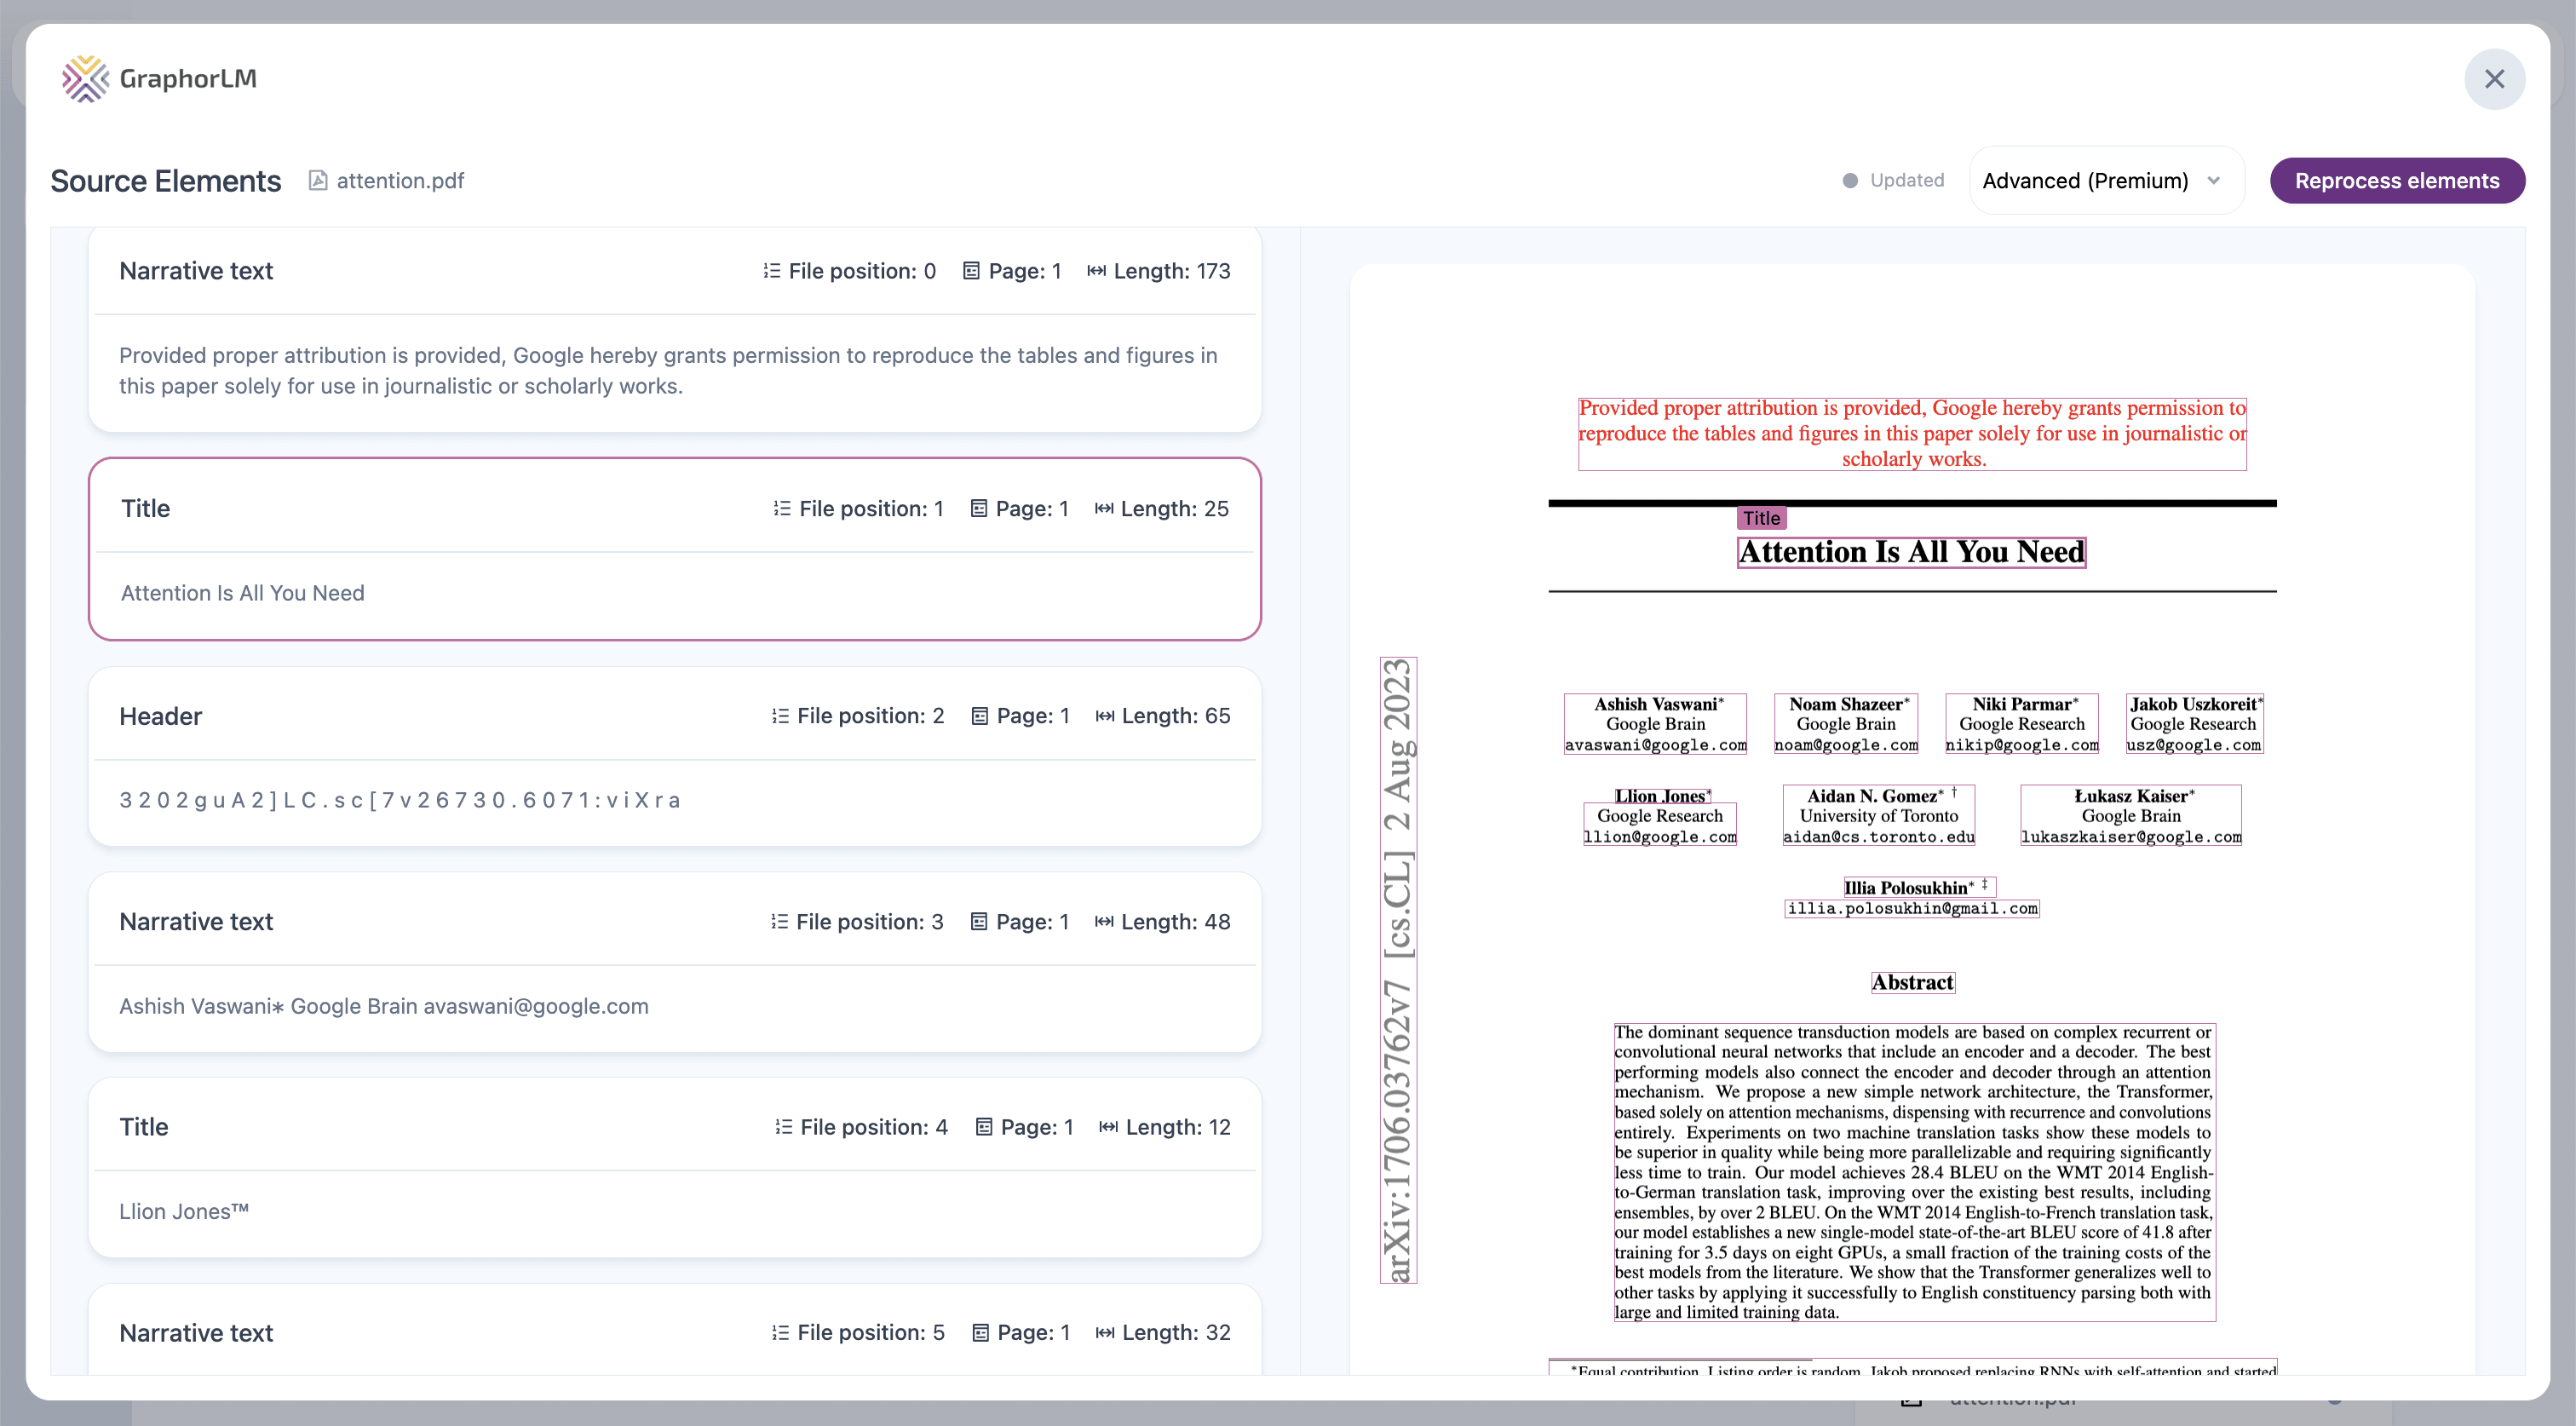 GraphorLM
Source Elements attention.pdf
Updated Advanced (Premium) Reprocess elements
Narrative text File position: 0 Page: 1 Length: 173
Provided proper attribution is provided, Google hereby grants permission to reproduce the tables and figures in
this paper solely for use in journalistic or scholarly works.
Title File position: 1 Page: 1 Length: 25
Attention Is All You Need
Header File position: 2 Page: 1 Length: 65
3 2 0 2 g u A 2 ] L C . s c [ 7 v 2 6 7 3 0 . 6 0 7 1 : v i X r a
Narrative text File position: 3 Page: 1 Length: 48
Ashish Vaswani∗ Google Brain avaswani@google.com
Title File position: 4 Page: 1 Length: 12
Llion Jones™
Narrative text File position: 5 Page: 1 Length: 32
Provided proper attribution is provided, Google hereby grants permission to
reproduce the tables and figures in this paper solely for use in journalistic or
scholarly works.
Title
Attention Is All You Need
arXiv:1706.03762v7 [cs.CL] 2 Aug 2023
Ashish Vaswani* Noam Shazeer* Niki Parmar* Jakob Uszkoreit*
Google Brain Google Brain Google Research Google Research
avaswani@google.com noam@google.com nikip@google.com usz@google.com
Llion Jones* Aidan N. Gomez* † Łukasz Kaiser*
Google Research University of Toronto Google Brain
llion@google.com aidan@cs.toronto.edu lukaszkaiser@google.com
Illia Polosukhin* ‡
illia.polosukhin@gmail.com
Abstract
The dominant sequence transduction models are based on complex recurrent or
convolutional neural networks that include an encoder and a decoder. The best
performing models also connect the encoder and decoder through an attention
mechanism. We propose a new simple network architecture, the Transformer,
based solely on attention mechanisms, dispensing with recurrence and convolutions
entirely. Experiments on two machine translation tasks show these models to
be superior in quality while being more parallelizable and requiring significantly
less time to train. Our model achieves 28.4 BLEU on the WMT 2014 English-
to-German translation task, improving over the existing best results, including
ensembles, by over 2 BLEU. On the WMT 2014 English-to-French translation task,
our model establishes a new single-model state-of-the-art BLEU score of 41.8 after
training for 3.5 days on eight GPUs, a small fraction of the training costs of the
best models from the literature. We show that the Transformer generalizes well to
other tasks by applying it successfully to English constituency parsing both with
large and limited training data.
*Equal contribution. Listing order is random. Jakob proposed replacing RNNs with self-attention and started
attention.pdf